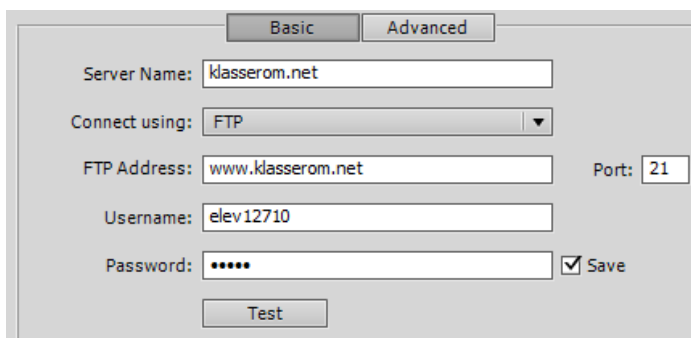 Basic Advanced
Server Name: klasserom.net
Connect using: FTP
FTP Address: www.klasserom.net Port: 21
Username: elev12710
Password: ••••• Save
Test